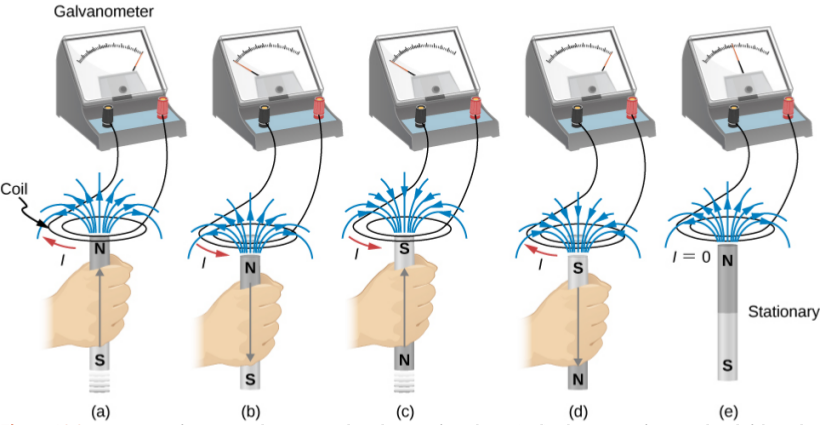 Galvanometer
Coil
N
I
S
(a)
I
N
S
(b)
S
I
N
(c)
S
I
N
(d)
I = 0
N
Stationary
S
(e)